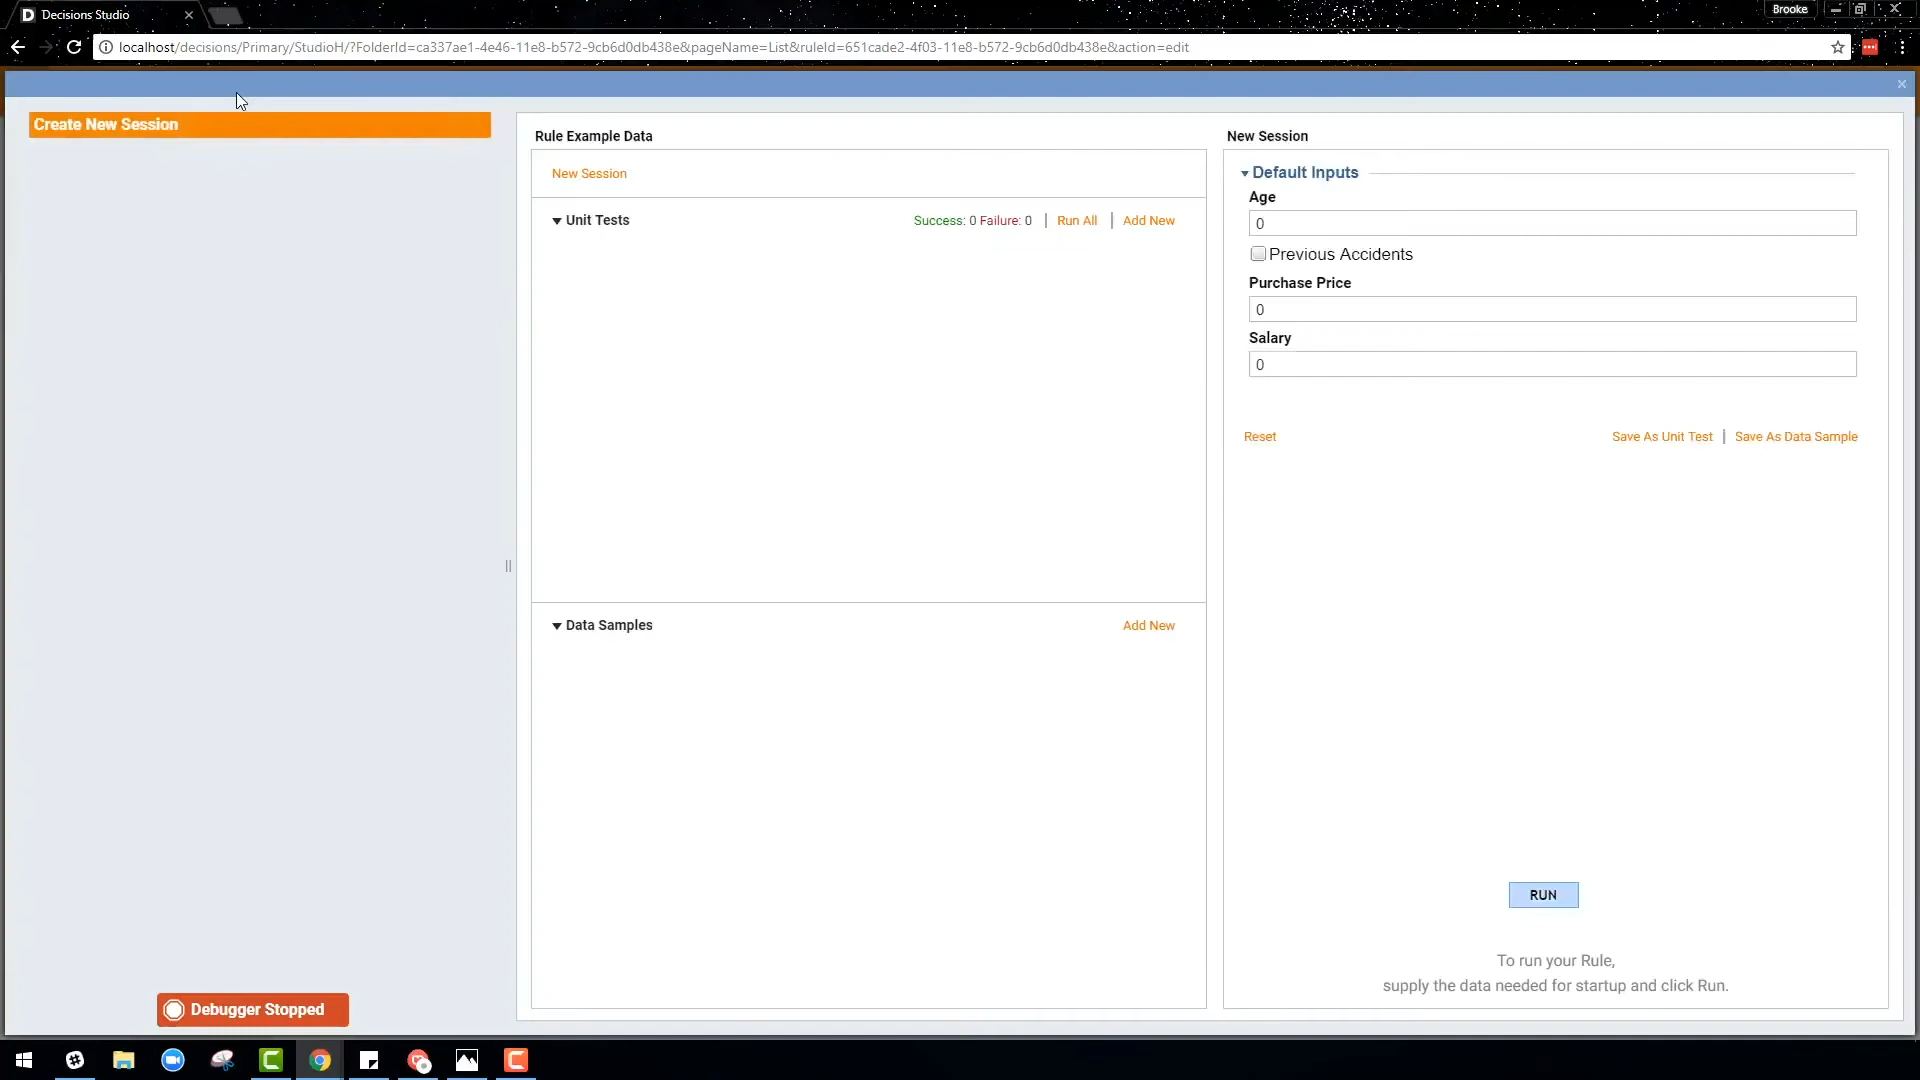 Decisions Studio
Brooke
localhost/decisions/Primary/StudioH/?FolderId=ca337ae1-4e46-11e8-b572-9cb6d0db438e&pageName=List&ruleId=651cade2-4f03-11e8-b572-9cb6d0db438e&action=edit
Create New Session
Rule Example Data
New Session
Unit Tests
Success: 0 Failure: 0 | Run All | Add New
Data Samples
Add New
New Session
Default Inputs
Age
0
Previous Accidents
Purchase Price
0
Salary
0
Reset
Save As Unit Test | Save As Data Sample
RUN
To run your Rule,
supply the data needed for startup and click Run.
Debugger Stopped